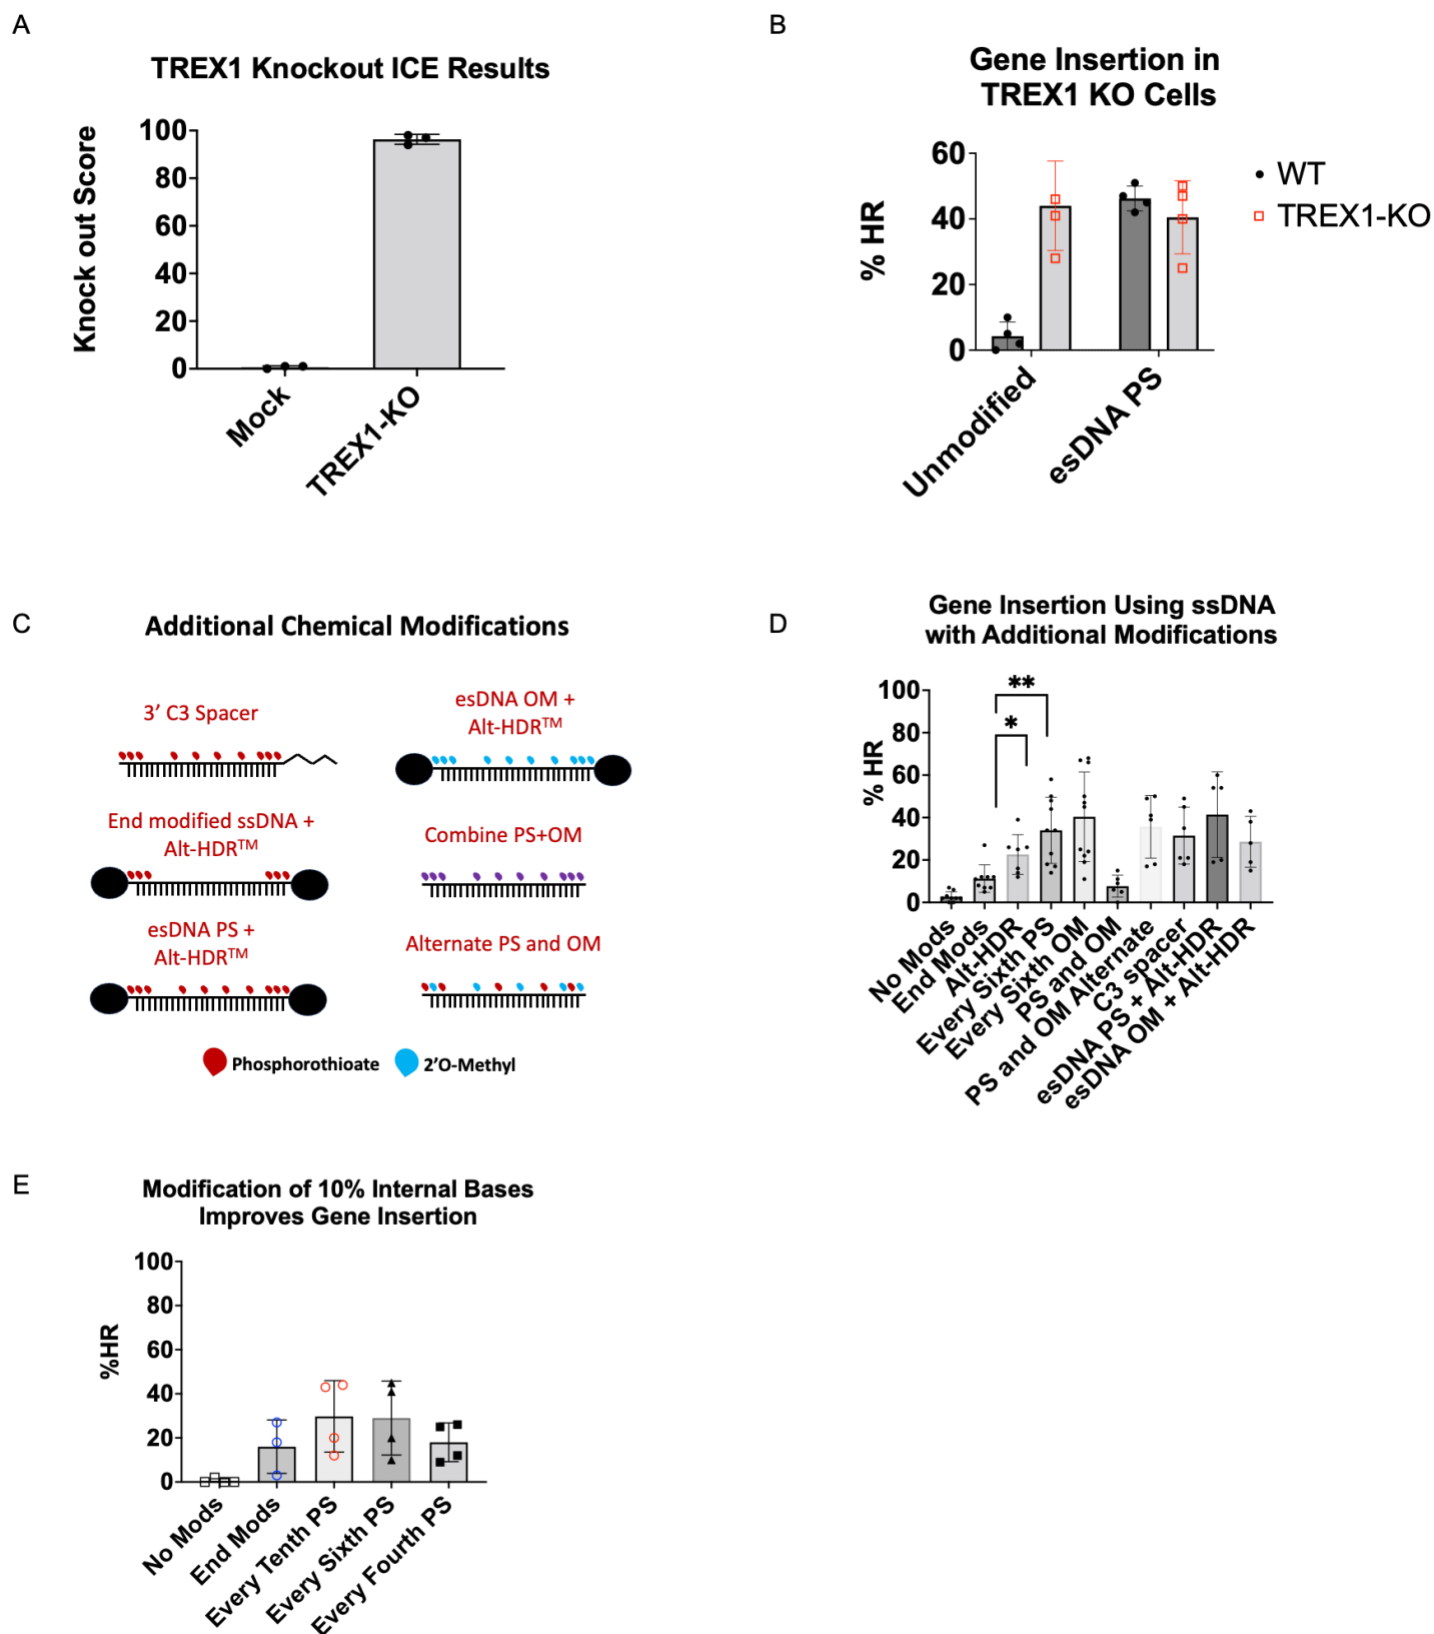 A
TREX1 Knockout ICE Results
Knock out Score
100
80
60
40
20
0
Mock
TREX1-KO
B
Gene Insertion in
TREX1 KO Cells
% HR
60
40
20
0
Unmodified
esDNA PS
WT
TREX1-KO
C
Additional Chemical Modifications
3' C3 Spacer
esDNA OM +
Alt-HDR™
End modified ssDNA +
Alt-HDR™
Combine PS+OM
esDNA PS +
Alt-HDR™
Alternate PS and OM
Phosphorothioate
2'O-Methyl
D
Gene Insertion Using ssDNA
with Additional Modifications
% HR
100
80
60
40
20
0
**
*
No Mods
End Mods
Alt-HDR
Every Sixth PS
Every Sixth OM
PS and OM
PS and OM Alternate
C3 spacer
esDNA PS + Alt-HDR
esDNA OM + Alt-HDR
E
Modification of 10% Internal Bases
Improves Gene Insertion
%HR
100
80
60
40
20
0
No Mods
End Mods
Every Tenth PS
Every Sixth PS
Every Fourth PS